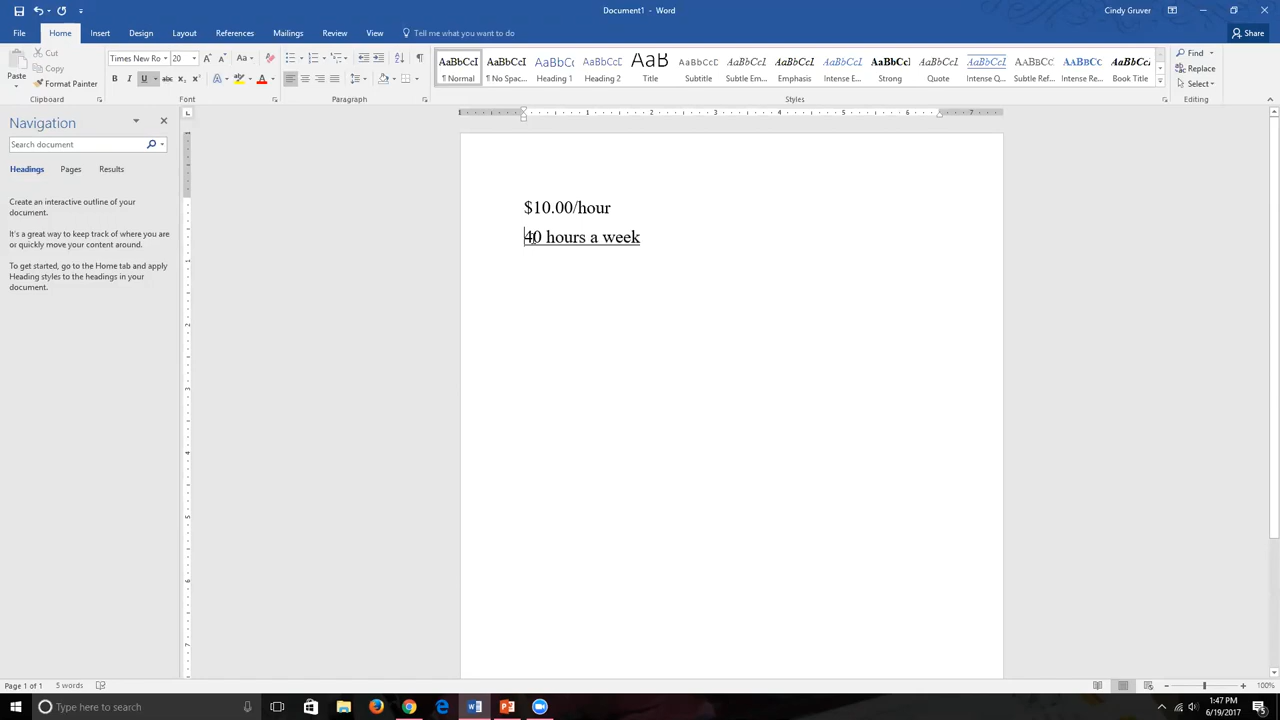 Document1 - Word
Cindy Gruver
File
Home
Insert
Design
Layout
References
Mailings
Review
View
Tell me what you want to do
Share
Paste
Cut
Copy
Format Painter
Clipboard
Times New Ro
20
Font
Paragraph
AaBbCcI
¶ Normal
AaBbCcI
¶ No Spac...
AaBbCcI
Heading 1
AaBbCcI
Heading 2
AaB
Title
AaBbCcD
Subtitle
AaBbCcI
Subtle Em...
AaBbCcI
Emphasis
AaBbCcI
Intense E...
AaBbCcI
Strong
AaBbCcI
Quote
AaBbCcI
Intense Q...
AaBbCcI
Subtle Ref...
AaBbCc
Intense Re...
AaBbCcI
Book Title
Styles
Find
Replace
Select
Editing
Navigation
Search document
Headings Pages Results
Create an interactive outline of your
document.
It's a great way to keep track of where you are
or quickly move your content around.
To get started, go to the Home tab and apply
Heading styles to the headings in your
document.
$10.00/hour
40 hours a week
Page 1 of 1 5 words
100%
Type here to search
1:47 PM
6/19/2017